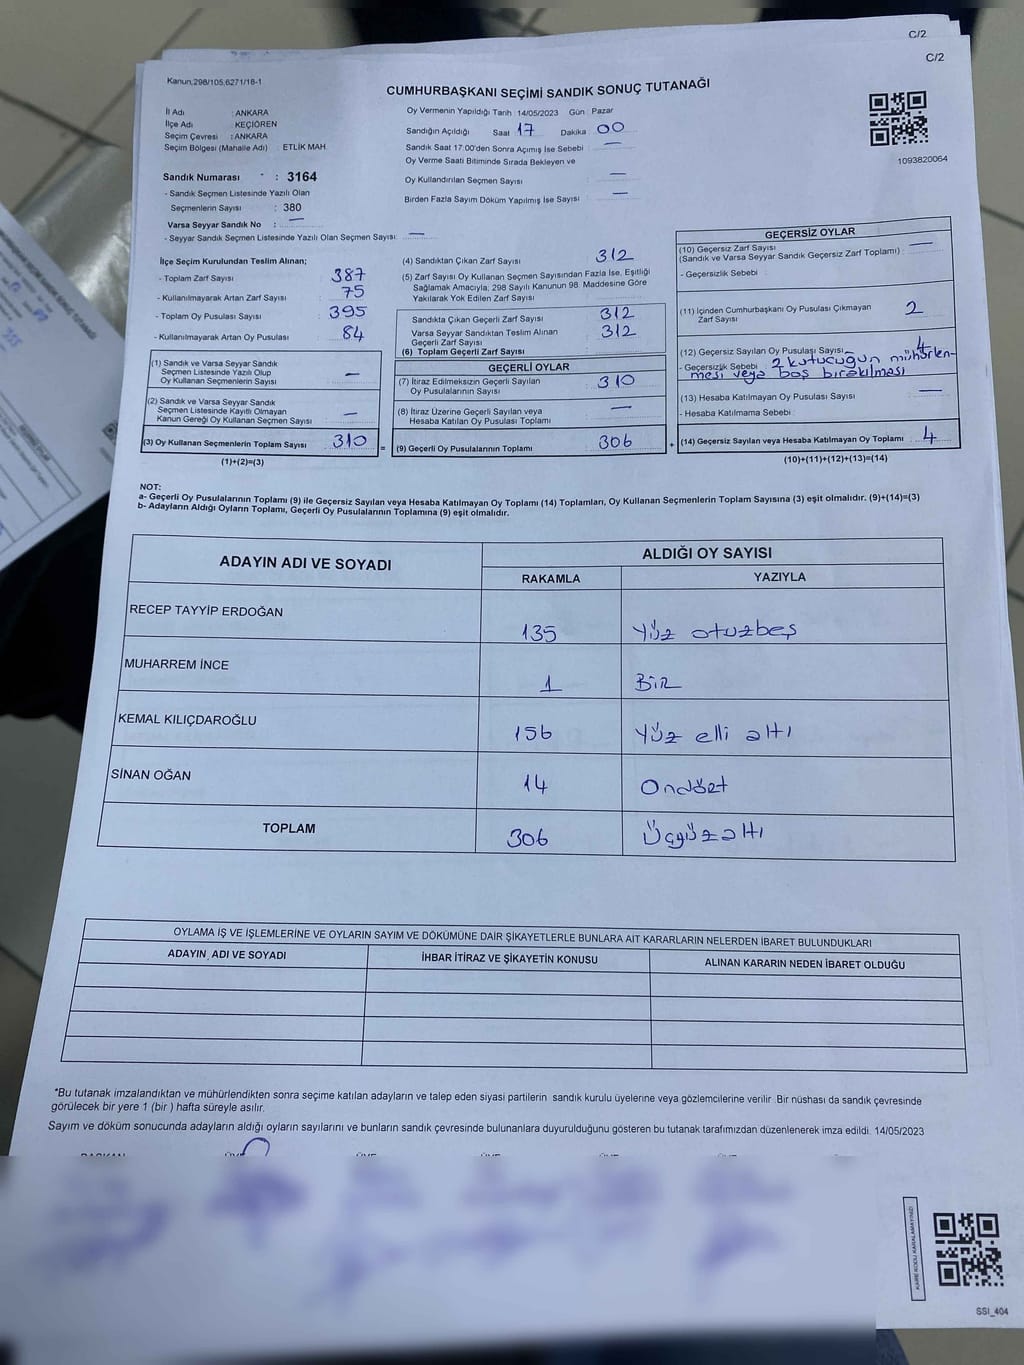 C/2
C/2
Kanun,298/105.6271/18-1
CUMHURBAŞKANI SEÇİMİ SANDIK SONUÇ TUTANAĞI
İl Adı : ANKARA
İlçe Adı : KEÇİÖREN
Seçim Çevresi : ANKARA
Seçim Bölgesi (Mahalle Adı) : ETLİK MAH.
Sandık Numarası : 3164
- Sandık Seçmen Listesinde Yazılı Olan
Seçmenlerin Sayısı : 380
Varsa Seyyar Sandık No : —
- Seyyar Sandık Seçmen Listesinde Yazılı Olan Seçmen Sayısı: —
Oy Vermenin Yapıldığı Tarih :14/05/2023 Gün : Pazar
Sandığın Açıldığı Saat 17 Dakika 00
Sandık Saat 17:00'den Sonra Açımış İse Sebebi : —
Oy Verme Saati Bitiminde Sırada Bekleyen ve
Oy Kullandırılan Seçmen Sayısı : —
Birden Fazla Sayım Döküm Yapılmış İse Sayısı : —
1093820064
İlçe Seçim Kurulundan Teslim Alınan;
- Toplam Zarf Sayısı : 387
- Kullanılmayarak Artan Zarf Sayısı : 75
- Toplam Oy Pusulası Sayısı : 395
- Kullanılmayarak Artan Oy Pusulası : 84
(1) Sandık ve Varsa Seyyar Sandık
Seçmen Listesinde Yazılı Olup
Oy Kullanan Seçmenlerin Sayısı : —
(2) Sandık ve Varsa Seyyar Sandık
Seçmen Listesinde Kayıtlı Olmayan
Kanun Gereği Oy Kullanan Seçmen Sayısı : —
(3) Oy Kullanan Seçmenlerin Toplam Sayısı : 310
(1)+(2)=(3)
=
(4) Sandıktan Çıkan Zarf Sayısı : 312
(5) Zarf Sayısı Oy Kullanan Seçmen Sayısından Fazla İse, Eşitliği
Sağlamak Amacıyla; 298 Sayılı Kanunun 98. Maddesine Göre
Yakılarak Yok Edilen Zarf Sayısı :
Sandıkta Çıkan Geçerli Zarf Sayısı : 312
Varsa Seyyar Sandıktan Teslim Alınan
Geçerli Zarf Sayısı : 312
(6) Toplam Geçerli Zarf Sayısı
GEÇERLİ OYLAR
(7) İtiraz Edilmeksizin Geçerli Sayılan
Oy Pusulalarının Sayısı : 310
(8) İtiraz Üzerine Geçerli Sayılan veya
Hesaba Katılan Oy Pusulası Toplamı : —
(9) Geçerli Oy Pusulalarının Toplamı : 306
+
GEÇERSİZ OYLAR
(10) Geçersiz Zarf Sayısı
(Sandık ve Varsa Seyyar Sandık Geçersiz Zarf Toplamı) : —
- Geçersizlik Sebebi :
(11) İçinden Cumhurbaşkanı Oy Pusulası Çıkmayan
Zarf Sayısı : 2
(12) Geçersiz Sayılan Oy Pusulası Sayısı : 4
- Geçersizlik Sebebi : 2 kutucuğun mühürlen-
mesi veya boş bırakılması
(13) Hesaba Katılmayan Oy Pusulası Sayısı : —
- Hesaba Katılmama Sebebi :
(14) Geçersiz Sayılan veya Hesaba Katılmayan Oy Toplamı : 4
(10)+(11)+(12)+(13)=(14)
NOT:
a- Geçerli Oy Pusulalarının Toplamı (9) ile Geçersiz Sayılan veya Hesaba Katılmayan Oy Toplamı (14) Toplamları, Oy Kullanan Seçmenlerin Toplam Sayısına (3) eşit olmalıdır. (9)+(14)=(3)
b- Adayların Aldığı Oyların Toplamı, Geçerli Oy Pusulalarının Toplamına (9) eşit olmalıdır.
ADAYIN ADI VE SOYADI
ALDIĞI OY SAYISI
RAKAMLA YAZIYLA
RECEP TAYYİP ERDOĞAN 135 Yüz otuzbeş
MUHARREM İNCE 1 Bir
KEMAL KILIÇDAROĞLU 156 Yüz elli altı
SİNAN OĞAN 14 Ondört
TOPLAM 306 Üçyüzaltı
OYLAMA İŞ VE İŞLEMLERİNE VE OYLARIN SAYIM VE DÖKÜMÜNE DAİR ŞİKAYETLERLE BUNLARA AİT KARARLARIN NELERDEN İBARET BULUNDUKLARI
ADAYIN ADI VE SOYADI İHBAR İTİRAZ VE ŞİKAYETİN KONUSU ALINAN KARARIN NEDEN İBARET OLDUĞU
*Bu tutanak imzalandıktan ve mühürlendikten sonra seçime katılan adayların ve talep eden siyasi partilerin sandık kurulu üyelerine veya gözlemcilerine verilir. Bir nüshası da sandık çevresinde
görülecek bir yere 1 (bir ) hafta süreyle asılır.
Sayım ve döküm sonucunda adayların aldığı oyların sayılarını ve bunların sandık çevresinde bulunanlara duyurulduğunu gösteren bu tutanak tarafımızdan düzenlenerek imza edildi. 14/05/2023
KARE KODU KARALAMAYINIZ!
SSI_404